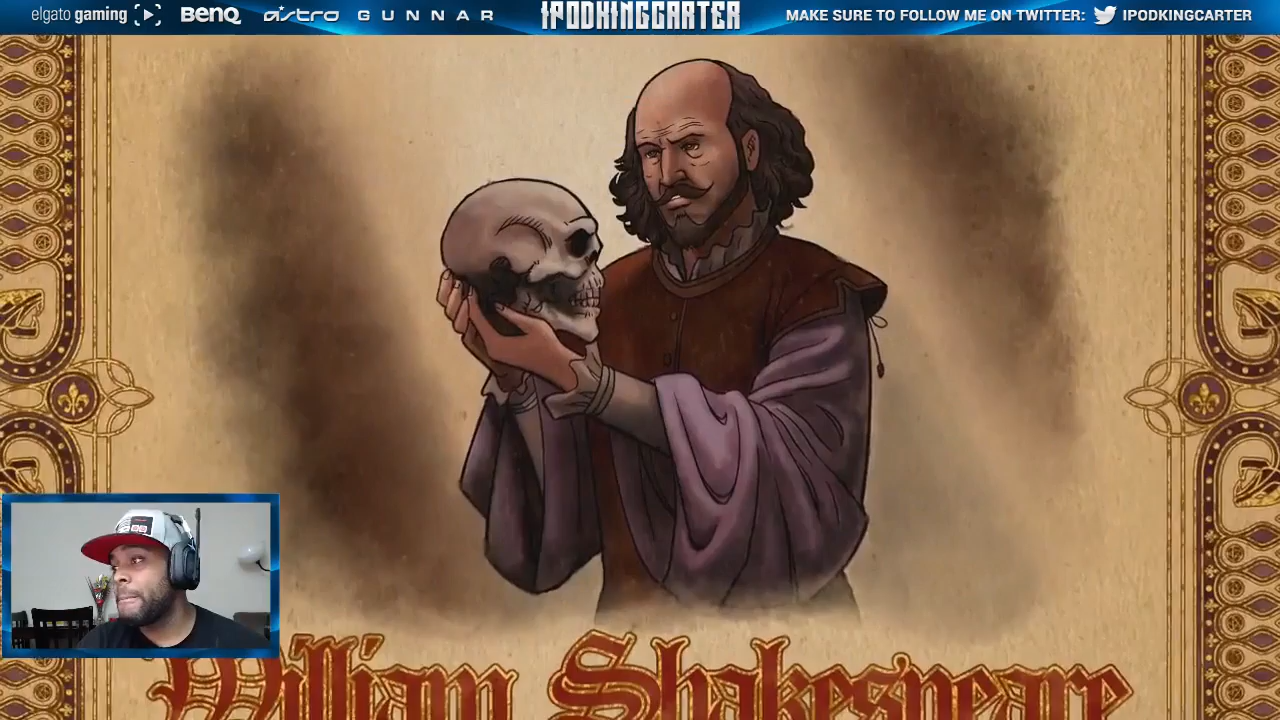 elgato gaming BenQ ASTRO GUNNAR IPODKINGCARTER MAKE SURE TO FOLLOW ME ON TWITTER: IPODKINGCARTER
William Shakespeare